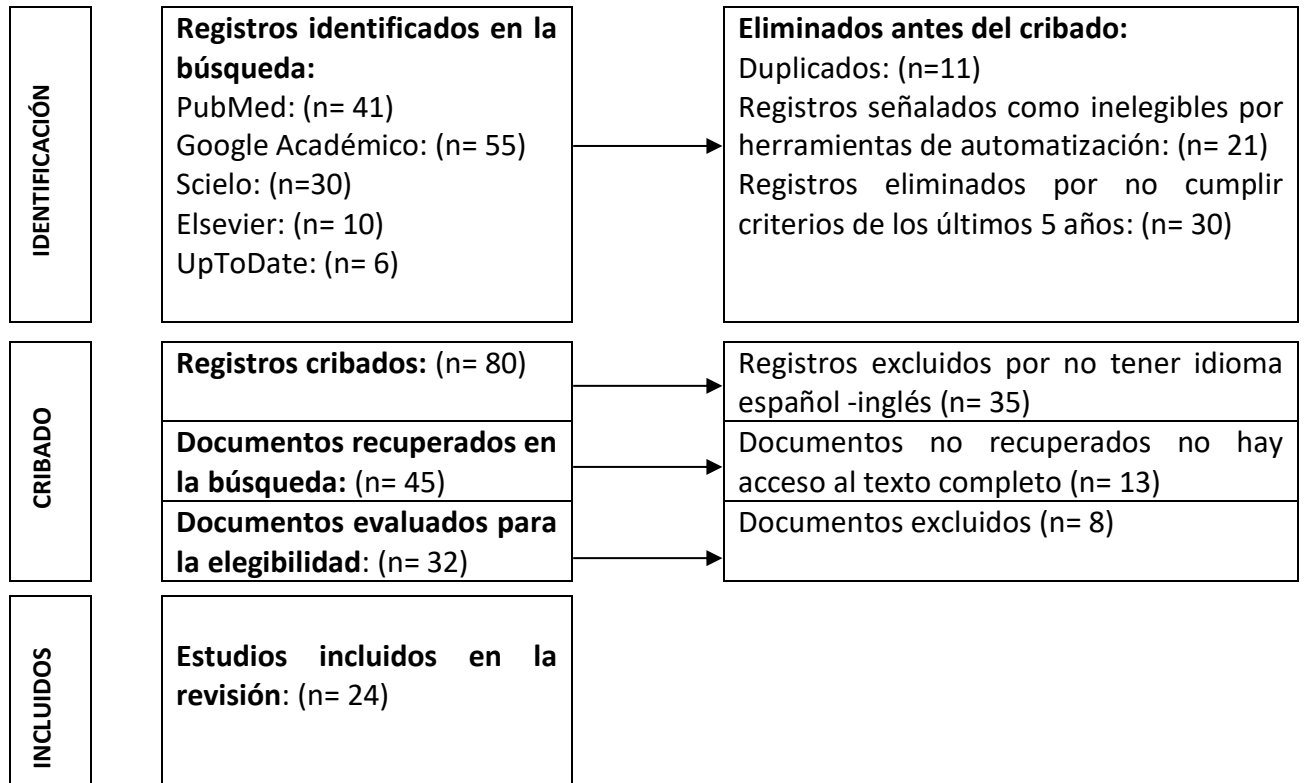 IDENTIFICACIÓN
Registros identificados en la
búsqueda:
PubMed: (n= 41)
Google Académico: (n= 55)
Scielo: (n=30)
Elsevier: (n= 10)
UpToDate: (n= 6)
Eliminados antes del cribado:
Duplicados: (n=11)
Registros señalados como inelegibles por
herramientas de automatización: (n= 21)
Registros eliminados por no cumplir
criterios de los últimos 5 años: (n= 30)
CRIBADO
Registros cribados: (n= 80)
Registros excluidos por no tener idioma
español -inglés (n= 35)
Documentos recuperados en
la búsqueda: (n= 45)
Documentos no recuperados no hay
acceso al texto completo (n= 13)
Documentos evaluados para
la elegibilidad: (n= 32)
Documentos excluidos (n= 8)
INCLUIDOS
Estudios incluidos en la
revisión: (n= 24)